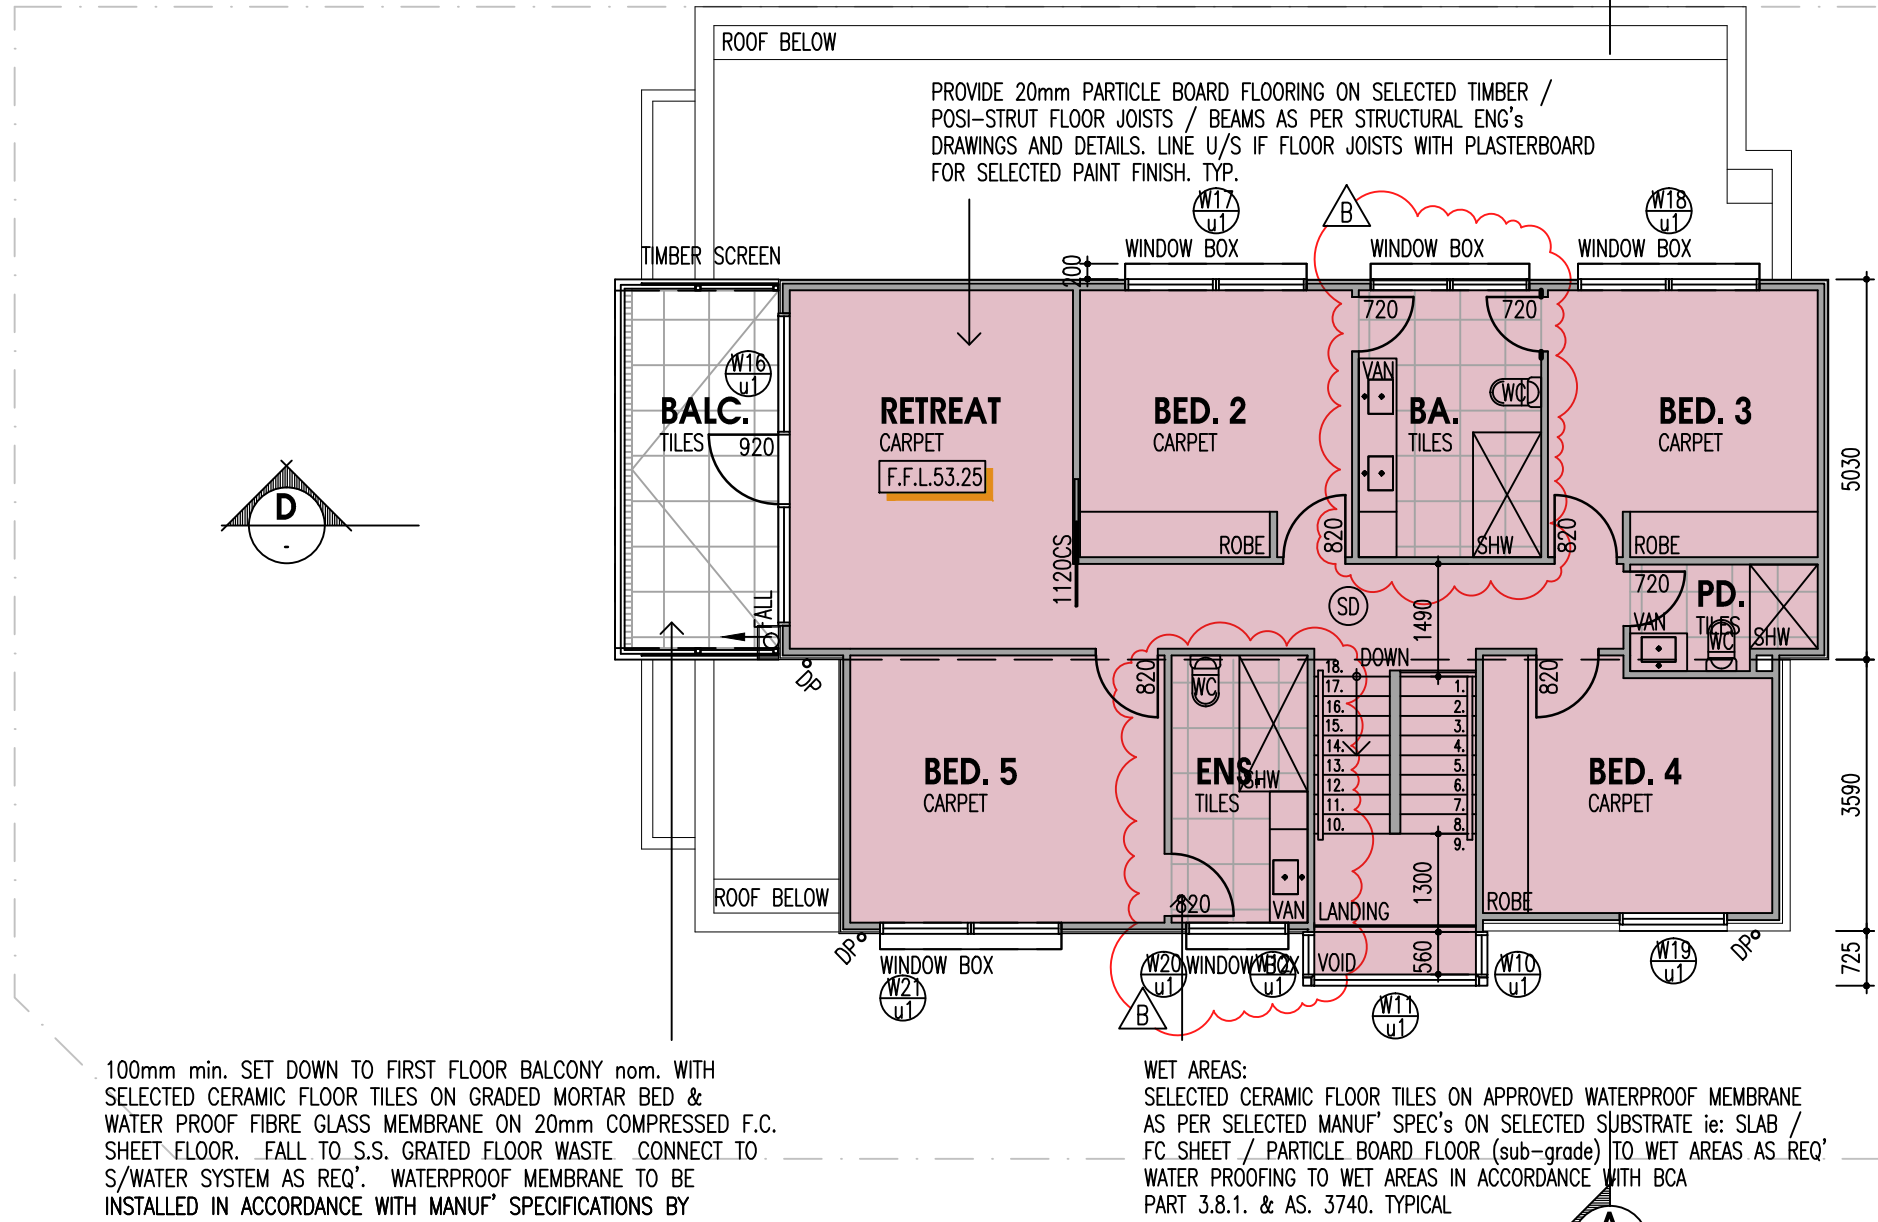 ROOF BELOW
PROVIDE 20mm PARTICLE BOARD FLOORING ON SELECTED TIMBER /
POSI-STRUT FLOOR JOISTS / BEAMS AS PER STRUCTURAL ENG's
DRAWINGS AND DETAILS. LINE U/S IF FLOOR JOISTS WITH PLASTERBOARD
FOR SELECTED PAINT FINISH. TYP.
W17
u1
B
W18
u1
TIMBER SCREEN
WINDOW BOX
WINDOW BOX
WINDOW BOX
200
720
720
W16
u1
VAN
WC
BALC.
TILES
920
RETREAT
CARPET
F.F.L.53.25
BED. 2
CARPET
BA.
TILES
BED. 3
CARPET
5030
D
-
ROBE
820
SHW
820
ROBE
1120CS
FALL
SD
1490
720
PD.
TILES
VAN
WC
SHW
DOWN
DP
820
WC
820
18.
17.
16.
15.
14.
13.
12.
11.
10.
1.
2.
3.
4.
5.
6.
7.
8.
9.
BED. 5
CARPET
ENS.
TILES
SHW
BED. 4
CARPET
3590
ROOF BELOW
820
VAN
LANDING
1300
ROBE
DP
WINDOW BOX
W21
u1
W20
u1
WINDOW BOX
W12
u1
VOID
560
W10
u1
W19
u1
DP
725
B
W11
u1
100mm min. SET DOWN TO FIRST FLOOR BALCONY nom. WITH
SELECTED CERAMIC FLOOR TILES ON GRADED MORTAR BED &
WATER PROOF FIBRE GLASS MEMBRANE ON 20mm COMPRESSED F.C.
SHEET FLOOR. FALL TO S.S. GRATED FLOOR WASTE CONNECT TO
S/WATER SYSTEM AS REQ'. WATERPROOF MEMBRANE TO BE
INSTALLED IN ACCORDANCE WITH MANUF' SPECIFICATIONS BY
WET AREAS:
SELECTED CERAMIC FLOOR TILES ON APPROVED WATERPROOF MEMBRANE
AS PER SELECTED MANUF' SPEC's ON SELECTED SUBSTRATE ie: SLAB /
FC SHEET / PARTICLE BOARD FLOOR (sub-grade) TO WET AREAS AS REQ'
WATER PROOFING TO WET AREAS IN ACCORDANCE WITH BCA
PART 3.8.1. & AS. 3740. TYPICAL